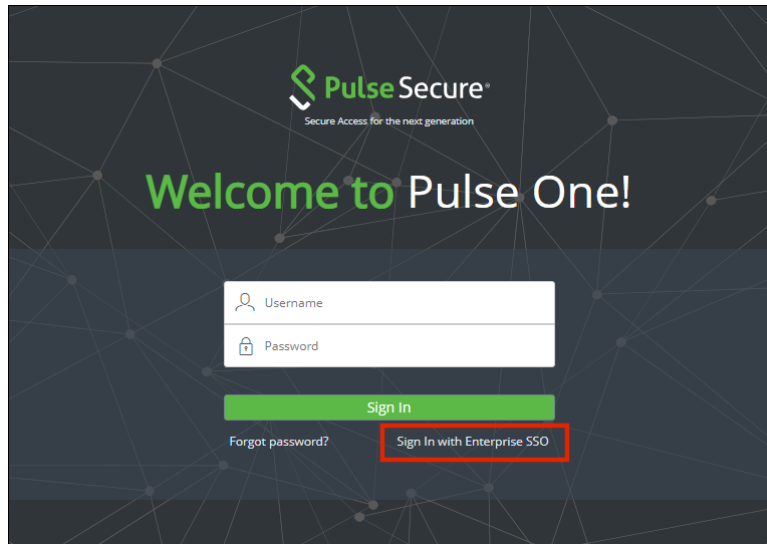 Pulse Secure®
Secure Access for the next generation
Welcome to Pulse One!
Username
Password
Sign In
Forgot password?
Sign In with Enterprise SSO